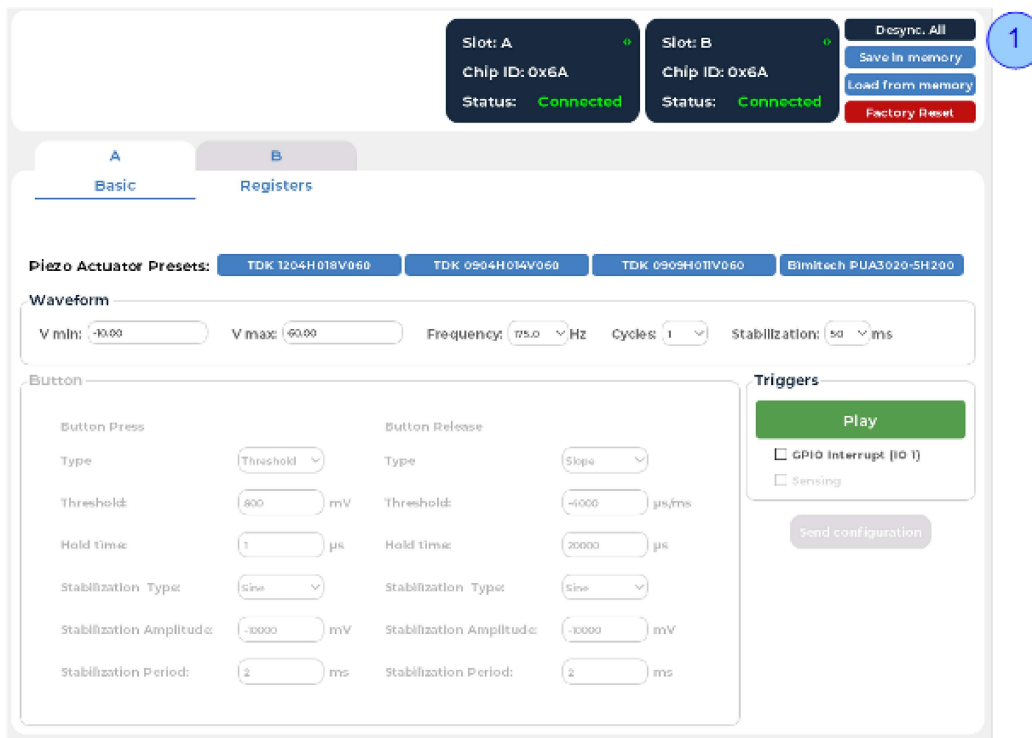 Slot: A
Chip ID: 0x6A
Status: Connected
Slot: B
Chip ID: 0x6A
Status: Connected
Desync. All
Save in memory
Load from memory
Factory Reset
1
A B
Basic Registers
Piezo Actuator Presets: TDK 1204H018V060 TDK 0904H014V060 TDK 0909H011V060 Bimitech PUA3020-5H200
Waveform
V min: -10.00 V max: 60.00 Frequency: 175.0 Hz Cycles: 1 Stabilization: 50 ms
Button
Button Press Button Release
Type Threshold Type Slope
Threshold: 800 mV Threshold: -4000 µs/ms
Hold time: 1 µs Hold time: 20000 µs
Stabilization Type: Sine Stabilization Type: Sine
Stabilization Amplitude: -10000 mV Stabilization Amplitude: -10000 mV
Stabilization Period: 2 ms Stabilization Period: 2 ms
Triggers
Play
GPIO Interrupt (IO 1)
Sensing
Send configuration